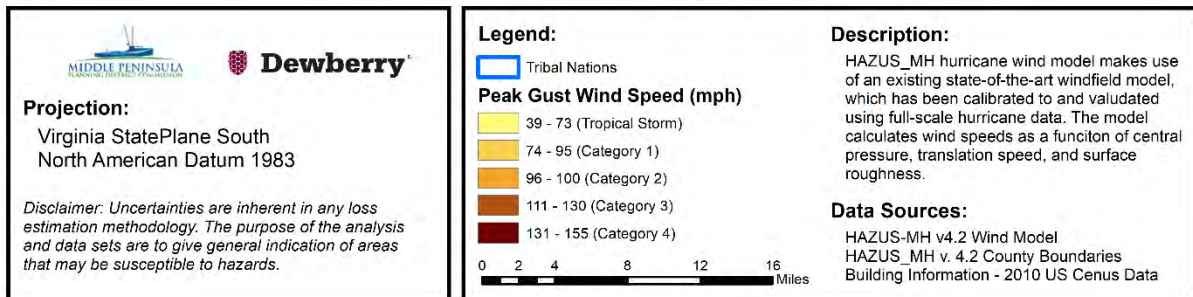 MIDDLE PENINSULA
PLANNING DISTRICT COMMISSION
Dewberry
Projection:
Virginia StatePlane South
North American Datum 1983
Disclaimer: Uncertainties are inherent in any loss
estimation methodology. The purpose of the analysis
and data sets are to give general indication of areas
that may be susceptible to hazards.
Legend:
Tribal Nations
Peak Gust Wind Speed (mph)
39 - 73 (Tropical Storm)
74 - 95 (Category 1)
96 - 100 (Category 2)
111 - 130 (Category 3)
131 - 155 (Category 4)
0 2 4 8 12 16
Miles
Description:
HAZUS_MH hurricane wind model makes use
of an existing state-of-the-art windfield model,
which has been calibrated to and valudated
using full-scale hurricane data. The model
calculates wind speeds as a funciton of central
pressure, translation speed, and surface
roughness.
Data Sources:
HAZUS-MH v4.2 Wind Model
HAZUS_MH v. 4.2 County Boundaries
Building Information - 2010 US Cenus Data